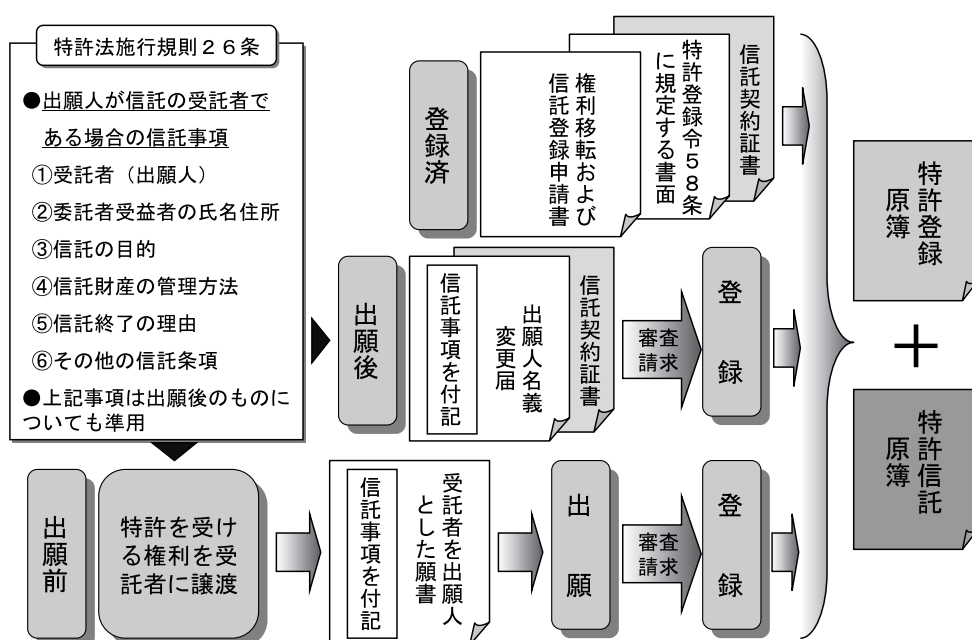 特許法施行規則２６条
●出願人が信託の受託者で
ある場合の信託事項
①受託者（出願人）
②委託者受益者の氏名住所
③信託の目的
④信託財産の管理方法
⑤信託終了の理由
⑥その他の信託条項
●上記事項は出願後のものに
ついても準用
登録済
権利移転および
信託登録申請書
特許登録令５８条
に規定する書面
信託契約証書
出願後
信託事項を付記
出願人名義
変更届
信託契約証書
審査
請求
登録
出願前
特許を受け
る権利を受
託者に譲渡
信託事項を付記
受託者を出願人
とした願書
出願
審査
請求
登録
特許登録
原簿
＋
特許信託
原簿